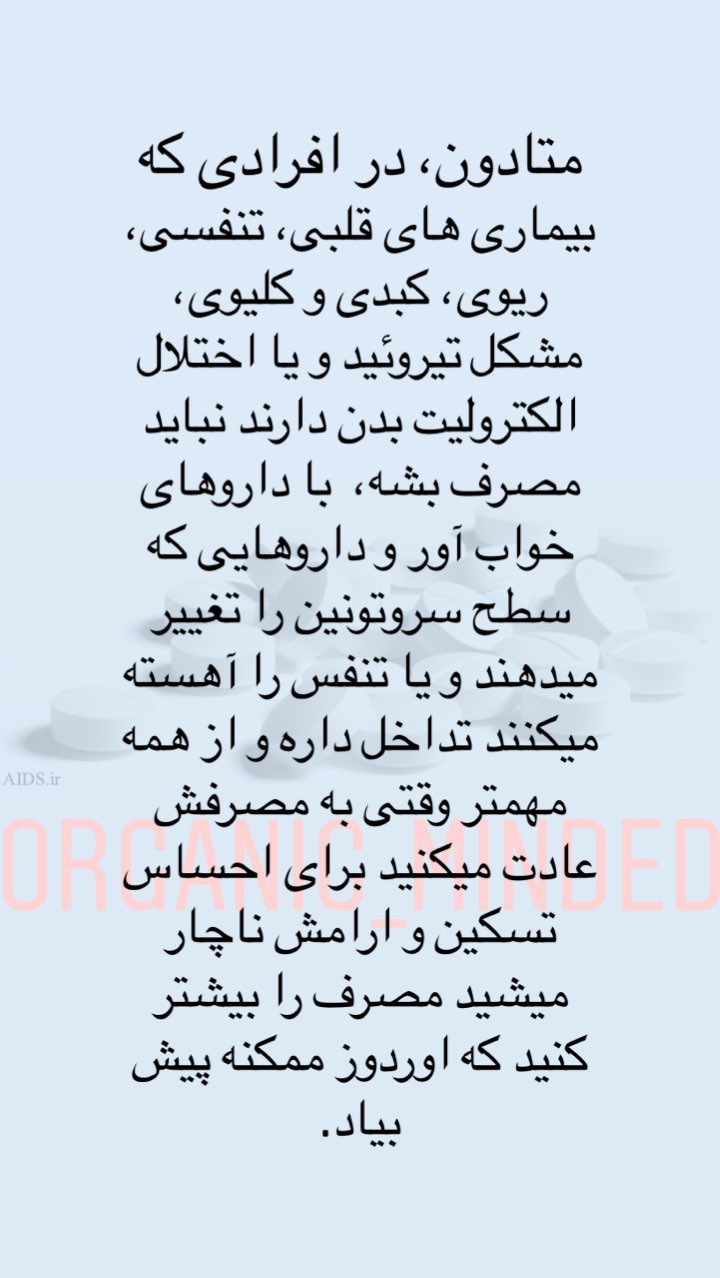 متادون، در افرادی که
بیماری های قلبی، تنفسی،
ریوی، کبدی و کلیوی،
مشکل تیروئید و یا اختلال
الکترولیت بدن دارند نباید
مصرف بشه، با داروهای
خواب آور و داروهایی که
سطح سروتونین را تغییر
میدهند و یا تنفس را آهسته
میکنند تداخل داره و از همه
AIDS.ir
مهمتر وقتی به مصرفش
ORGANIC_MINDED
عادت میکنید برای احساس
تسکین و ارامش ناچار
میشید مصرف را بیشتر
کنید که اوردوز ممکنه پیش
بیاد.